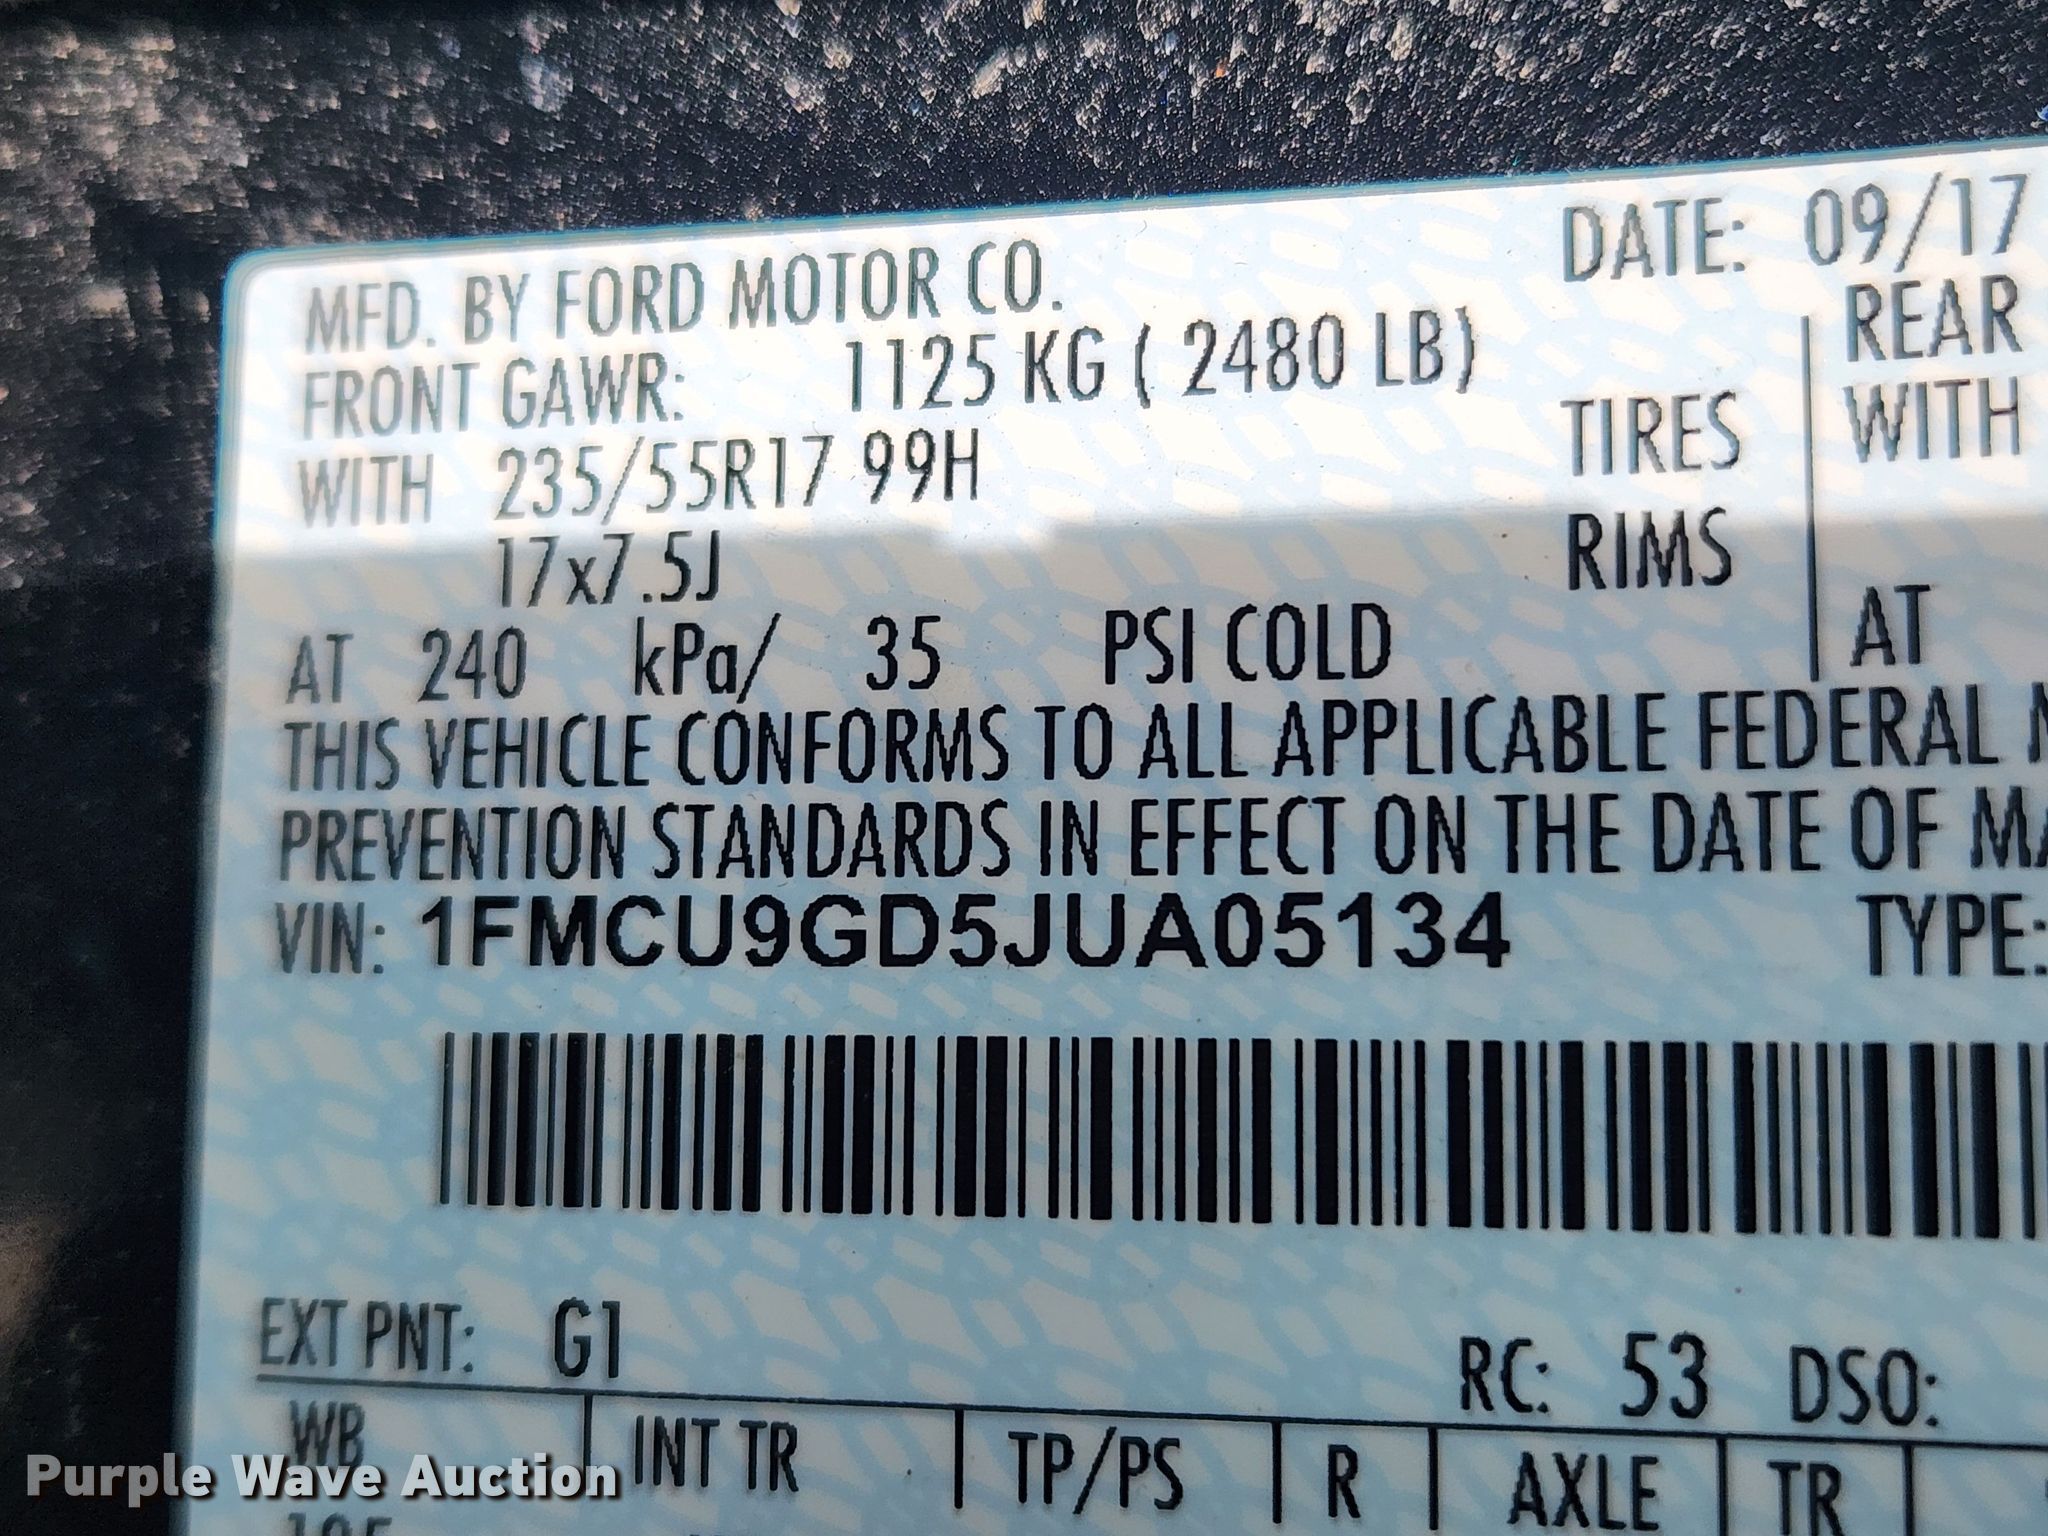 MFD. BY FORD MOTOR CO. DATE: 09/17
FRONT GAWR: 1125 KG ( 2480 LB) REAR
WITH 235/55R17 99H TIRES WITH
17x7.5J RIMS
AT 240 kPa/ 35 PSI COLD AT
THIS VEHICLE CONFORMS TO ALL APPLICABLE FEDERAL
PREVENTION STANDARDS IN EFFECT ON THE DATE OF
VIN: 1FMCU9GD5JUA05134 TYPE:
EXT PNT: G1 RC: 53 DSO:
WB INT TR TP/PS R AXLE TR
Purple Wave Auction